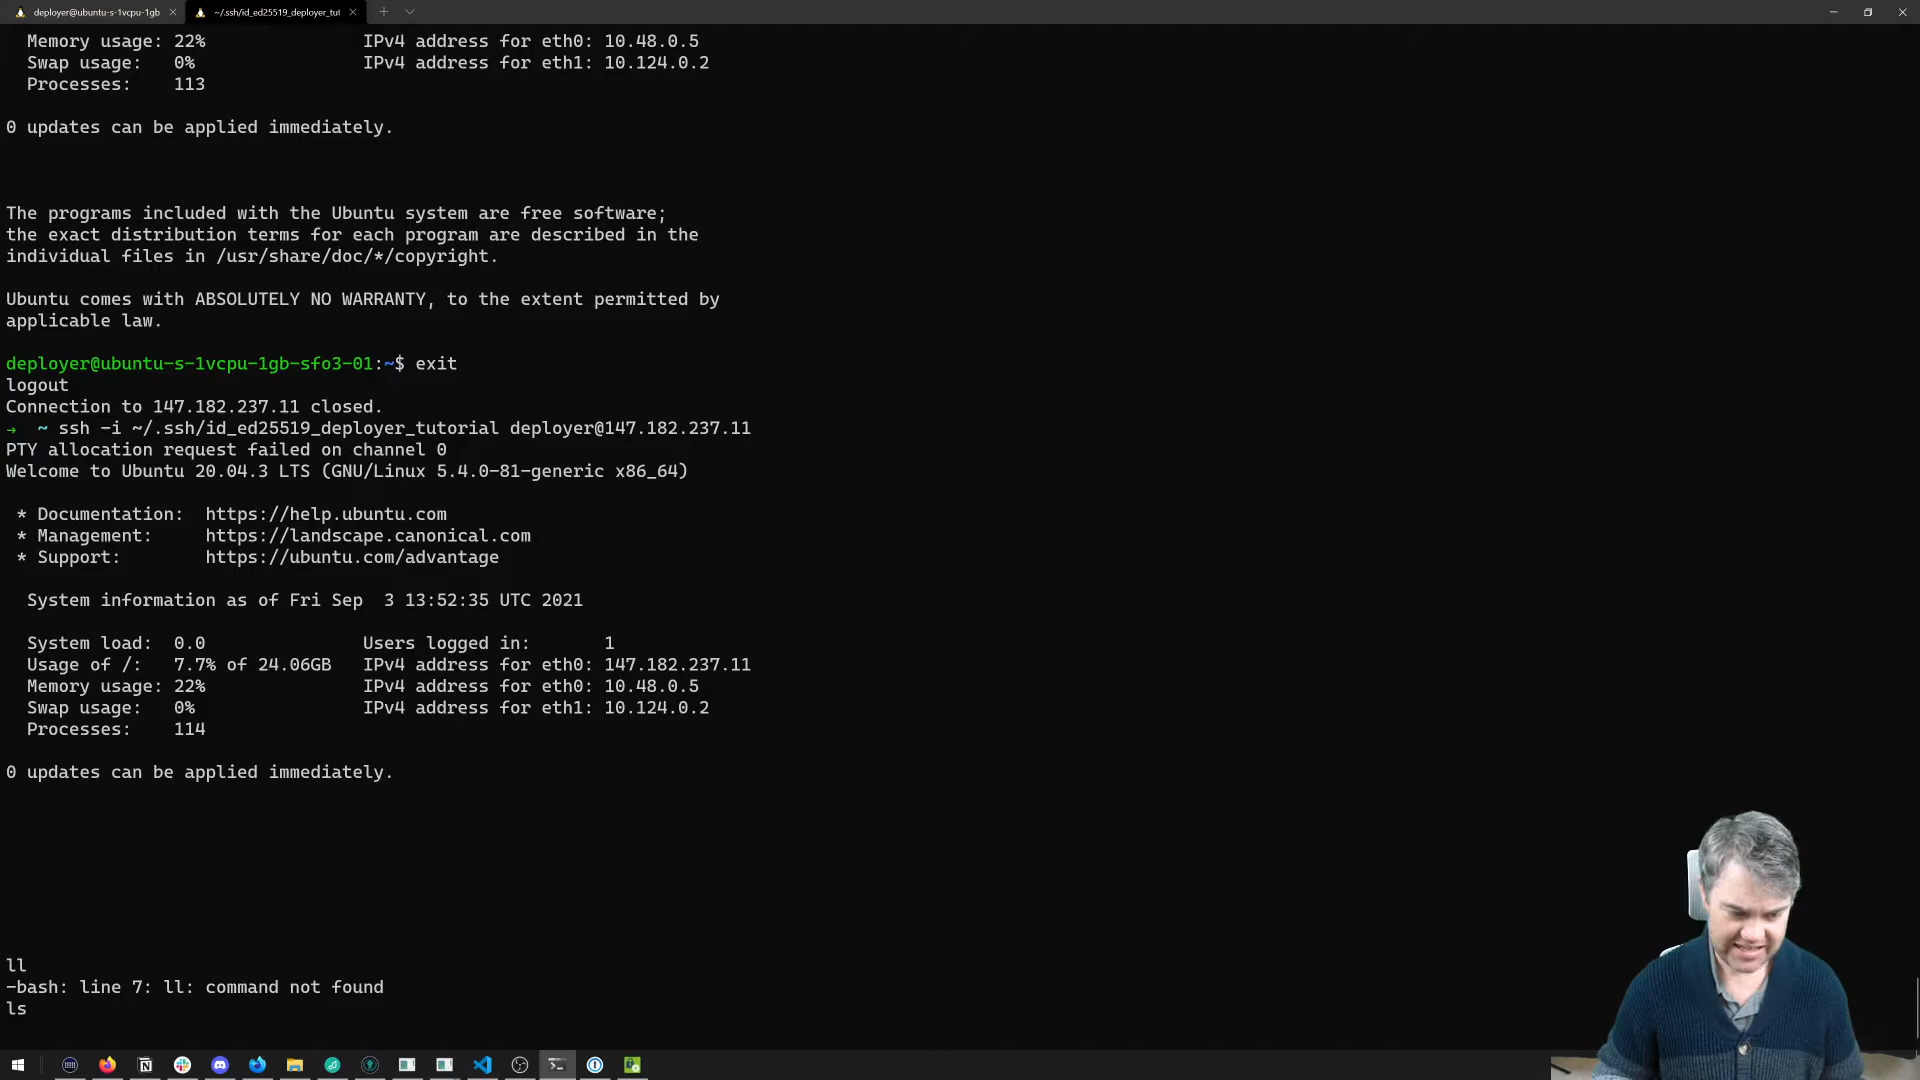 deployer@ubuntu-s-1vcpu-1gb
~/.ssh/id_ed25519_deployer_tut
Memory usage: 22% IPv4 address for eth0: 10.48.0.5
Swap usage: 0% IPv4 address for eth1: 10.124.0.2
Processes: 113
0 updates can be applied immediately.
The programs included with the Ubuntu system are free software;
the exact distribution terms for each program are described in the
individual files in /usr/share/doc/*/copyright.
Ubuntu comes with ABSOLUTELY NO WARRANTY, to the extent permitted by
applicable law.
deployer@ubuntu-s-1vcpu-1gb-sfo3-01:~$ exit
logout
Connection to 147.182.237.11 closed.
→ ~ ssh -i ~/.ssh/id_ed25519_deployer_tutorial deployer@147.182.237.11
PTY allocation request failed on channel 0
Welcome to Ubuntu 20.04.3 LTS (GNU/Linux 5.4.0-81-generic x86_64)
* Documentation: https://help.ubuntu.com
* Management: https://landscape.canonical.com
* Support: https://ubuntu.com/advantage
System information as of Fri Sep 3 13:52:35 UTC 2021
System load: 0.0 Users logged in: 1
Usage of /: 7.7% of 24.06GB IPv4 address for eth0: 147.182.237.11
Memory usage: 22% IPv4 address for eth0: 10.48.0.5
Swap usage: 0% IPv4 address for eth1: 10.124.0.2
Processes: 114
0 updates can be applied immediately.
ll
-bash: line 7: ll: command not found
ls